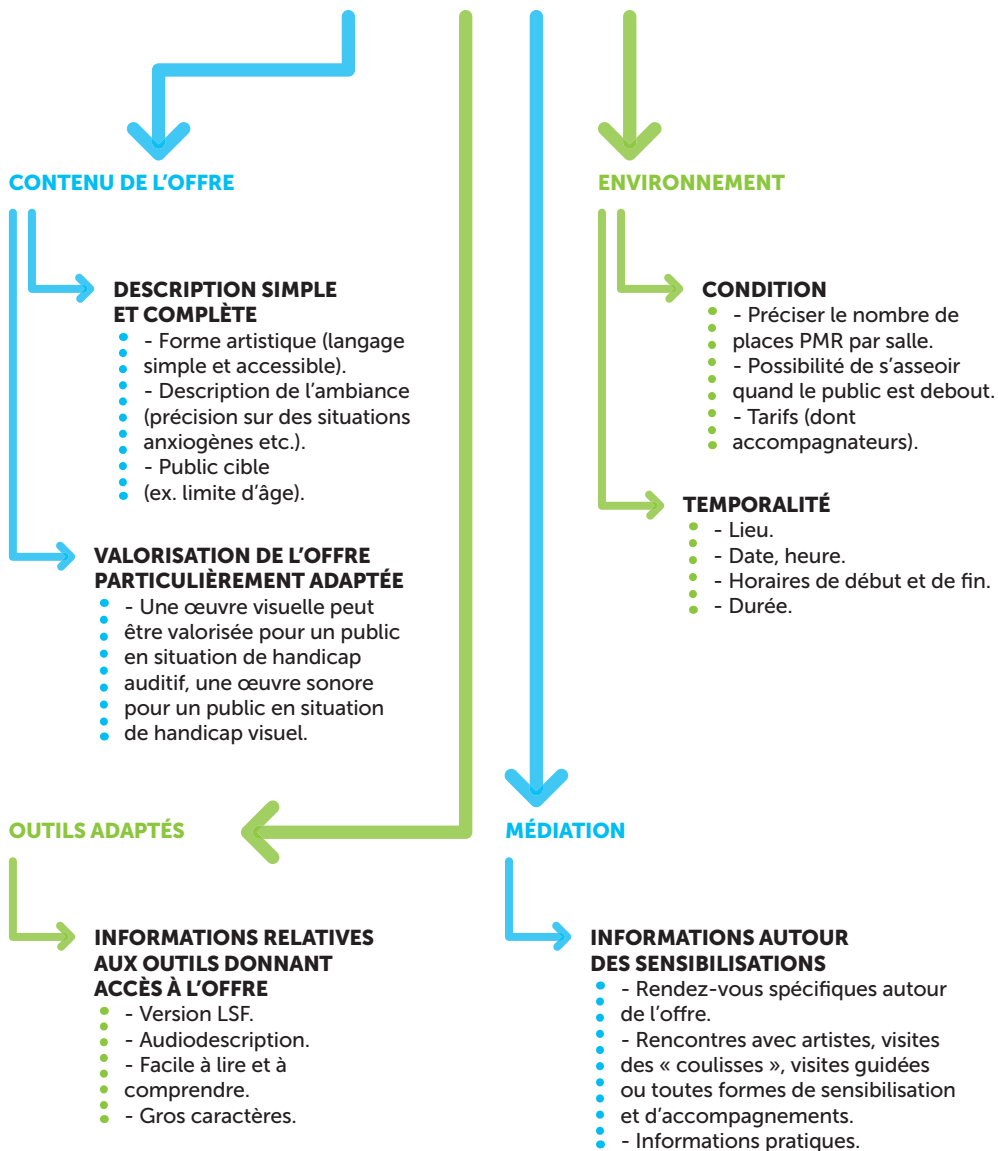 CONTENU DE L'OFFRE
DESCRIPTION SIMPLE
ET COMPLÈTE
- Forme artistique (langage
simple et accessible).
- Description de l'ambiance
(précision sur des situations
anxiogènes etc.).
- Public cible
(ex. limite d'âge).
VALORISATION DE L'OFFRE
PARTICULIÈREMENT ADAPTÉE
- Une œuvre visuelle peut
être valorisée pour un public
en situation de handicap
auditif, une œuvre sonore
pour un public en situation
de handicap visuel.
ENVIRONNEMENT
CONDITION
- Préciser le nombre de
places PMR par salle.
- Possibilité de s'asseoir
quand le public est debout.
- Tarifs (dont
accompagnateurs).
TEMPORALITÉ
- Lieu.
- Date, heure.
- Horaires de début et de fin.
- Durée.
OUTILS ADAPTÉS
INFORMATIONS RELATIVES
AUX OUTILS DONNANT
ACCÈS À L'OFFRE
- Version LSF.
- Audiodescription.
- Facile à lire et à
comprendre.
- Gros caractères.
MÉDIATION
INFORMATIONS AUTOUR
DES SENSIBILISATIONS
- Rendez-vous spécifiques autour
de l'offre.
- Rencontres avec artistes, visites
des « coulisses », visites guidées
ou toutes formes de sensibilisation
et d'accompagnements.
- Informations pratiques.